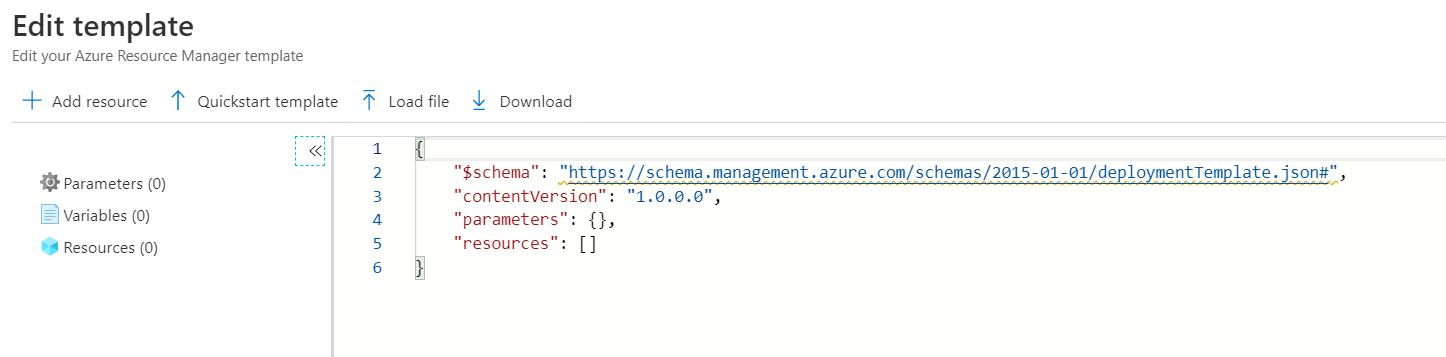 Edit template
Edit your Azure Resource Manager template
Add resource Quickstart template Load file Download
«
Parameters (0)
Variables (0)
Resources (0)
1 {
2 "$schema": "https://schema.management.azure.com/schemas/2015-01-01/deploymentTemplate.json#",
3 "contentVersion": "1.0.0.0",
4 "parameters": {},
5 "resources": []
6 }